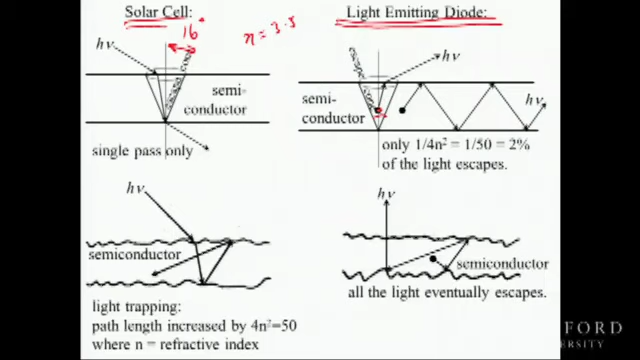 Solar Cell:
16°
n = 3.5
hν
semi-
conductor
single pass only
Light Emitting Diode:
hν
semi-
conductor
hν
only 1/4n² = 1/50 = 2%
of the light escapes.
hν
semiconductor
light trapping:
path length increased by 4n²=50
where n = refractive index
hν
semiconductor
all the light eventually escapes.
FORD
ERSITY